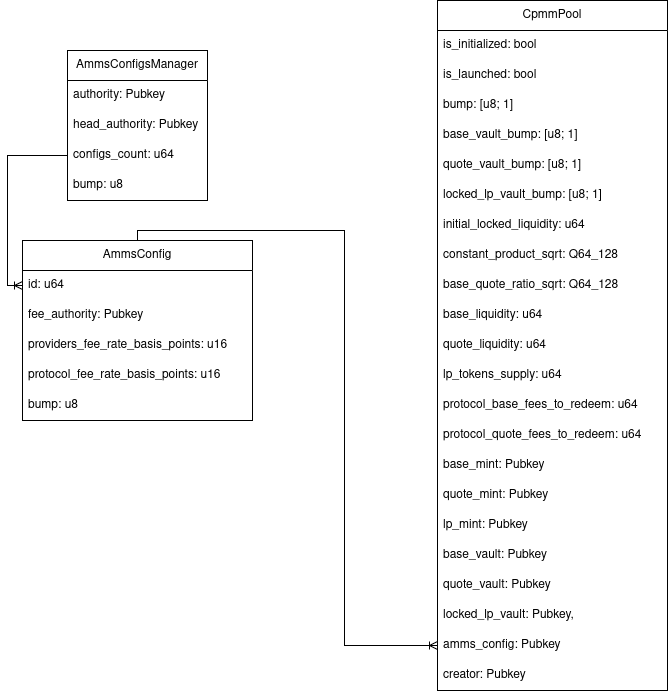 AmmsConfigsManager
authority: Pubkey
head_authority: Pubkey
configs_count: u64
bump: u8
AmmsConfig
id: u64
fee_authority: Pubkey
providers_fee_rate_basis_points: u16
protocol_fee_rate_basis_points: u16
bump: u8
CpmmPool
is_initialized: bool
is_launched: bool
bump: [u8; 1]
base_vault_bump: [u8; 1]
quote_vault_bump: [u8; 1]
locked_lp_vault_bump: [u8; 1]
initial_locked_liquidity: u64
constant_product_sqrt: Q64_128
base_quote_ratio_sqrt: Q64_128
base_liquidity: u64
quote_liquidity: u64
lp_tokens_supply: u64
protocol_base_fees_to_redeem: u64
protocol_quote_fees_to_redeem: u64
base_mint: Pubkey
quote_mint: Pubkey
lp_mint: Pubkey
base_vault: Pubkey
quote_vault: Pubkey
locked_lp_vault: Pubkey,
amms_config: Pubkey
creator: Pubkey